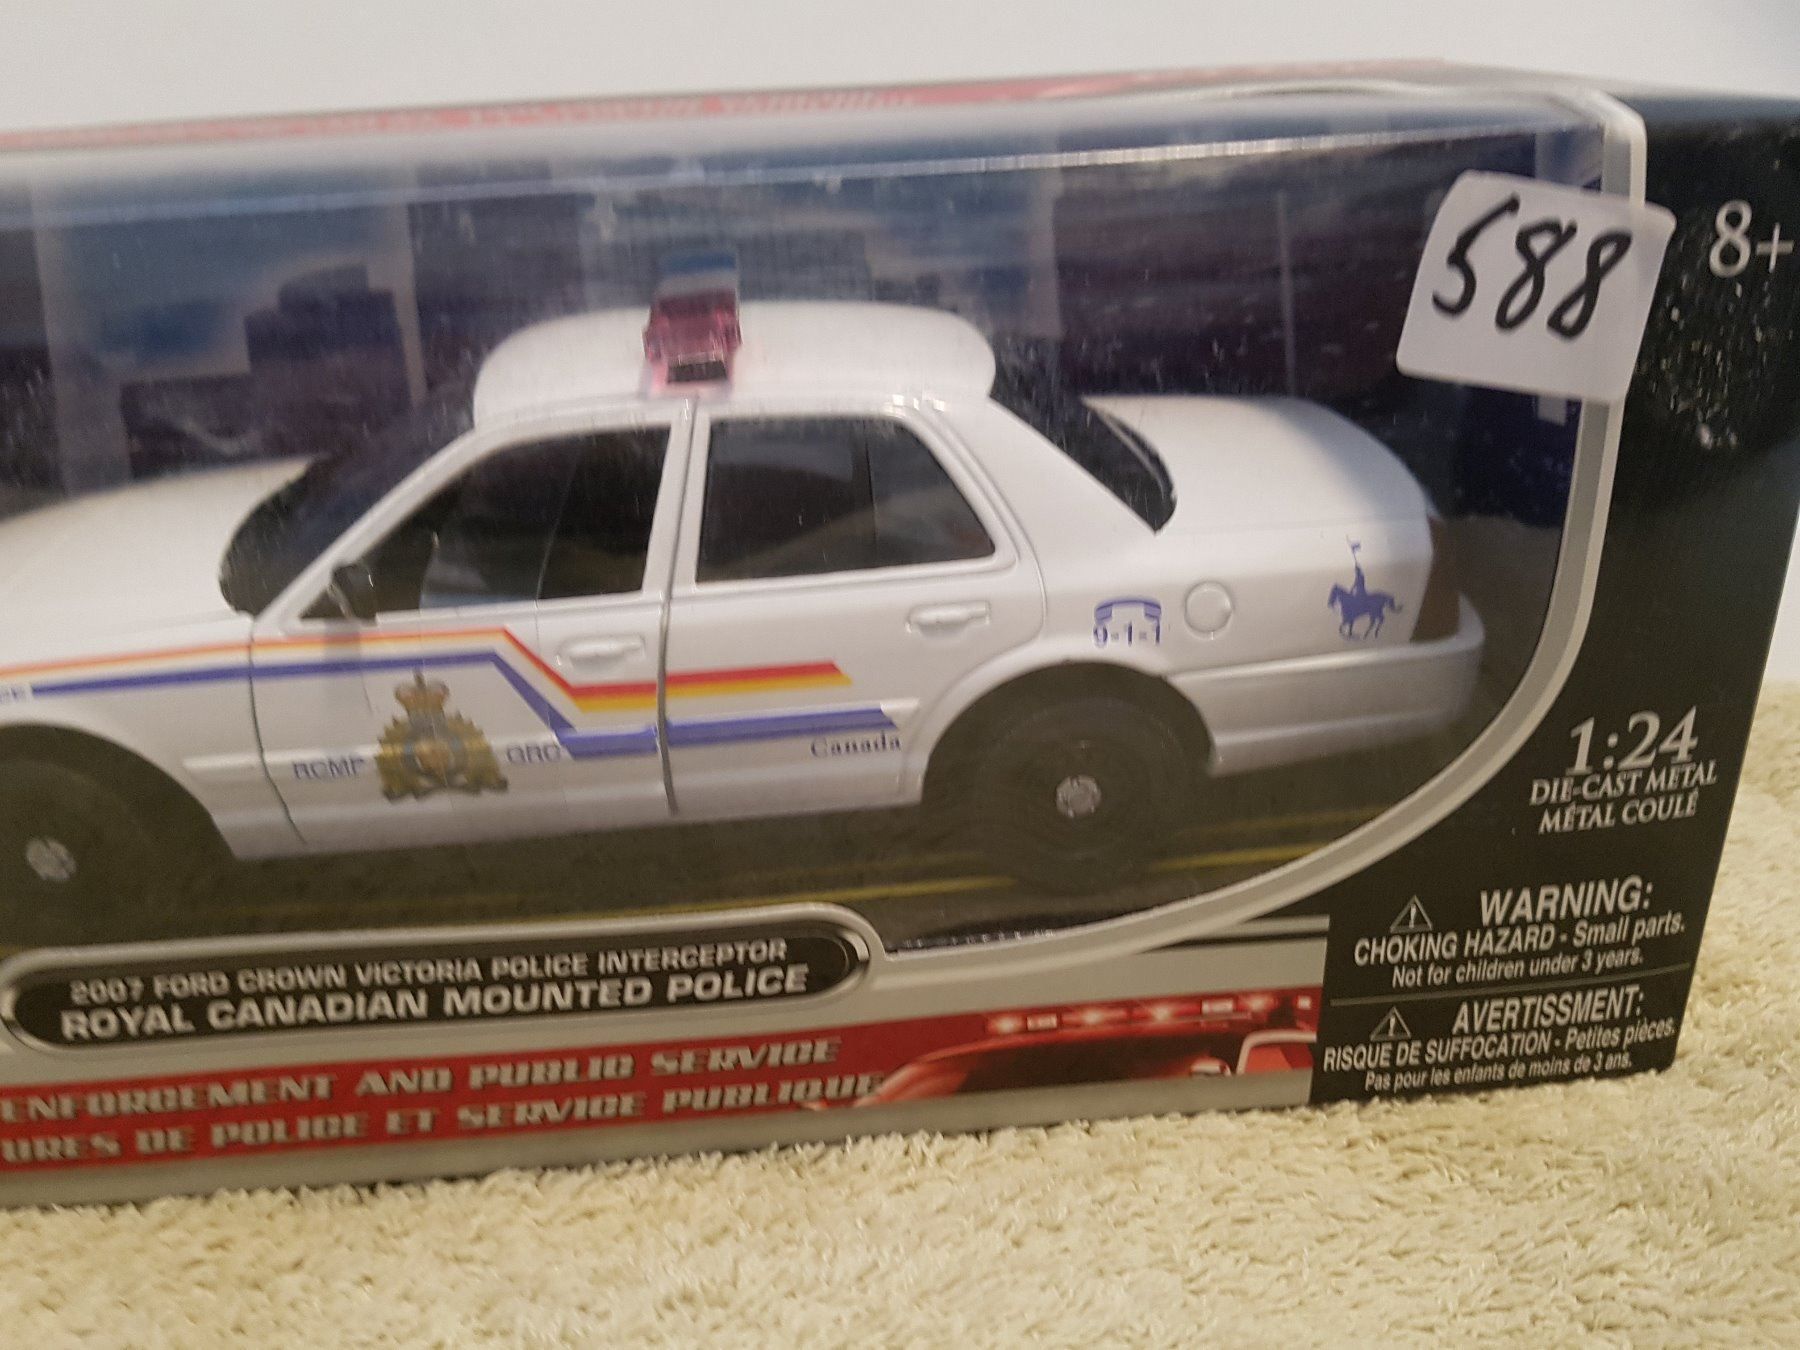 588
8+
9-1-1
RCMP
GRC
Canada
1:24
DIE-CAST METAL
MÉTAL COULÉ
WARNING:
CHOKING HAZARD - Small parts.
Not for children under 3 years.
AVERTISSMENT:
RISQUE DE SUFFOCATION - Petites pièces.
Pas pour les enfants de moins de 3 ans.
2007 FORD CROWN VICTORIA POLICE INTERCEPTOR
ROYAL CANADIAN MOUNTED POLICE
ENFORCEMENT AND PUBLIC SERVICE
URES DE POLICE ET SERVICE PUBLIQUE